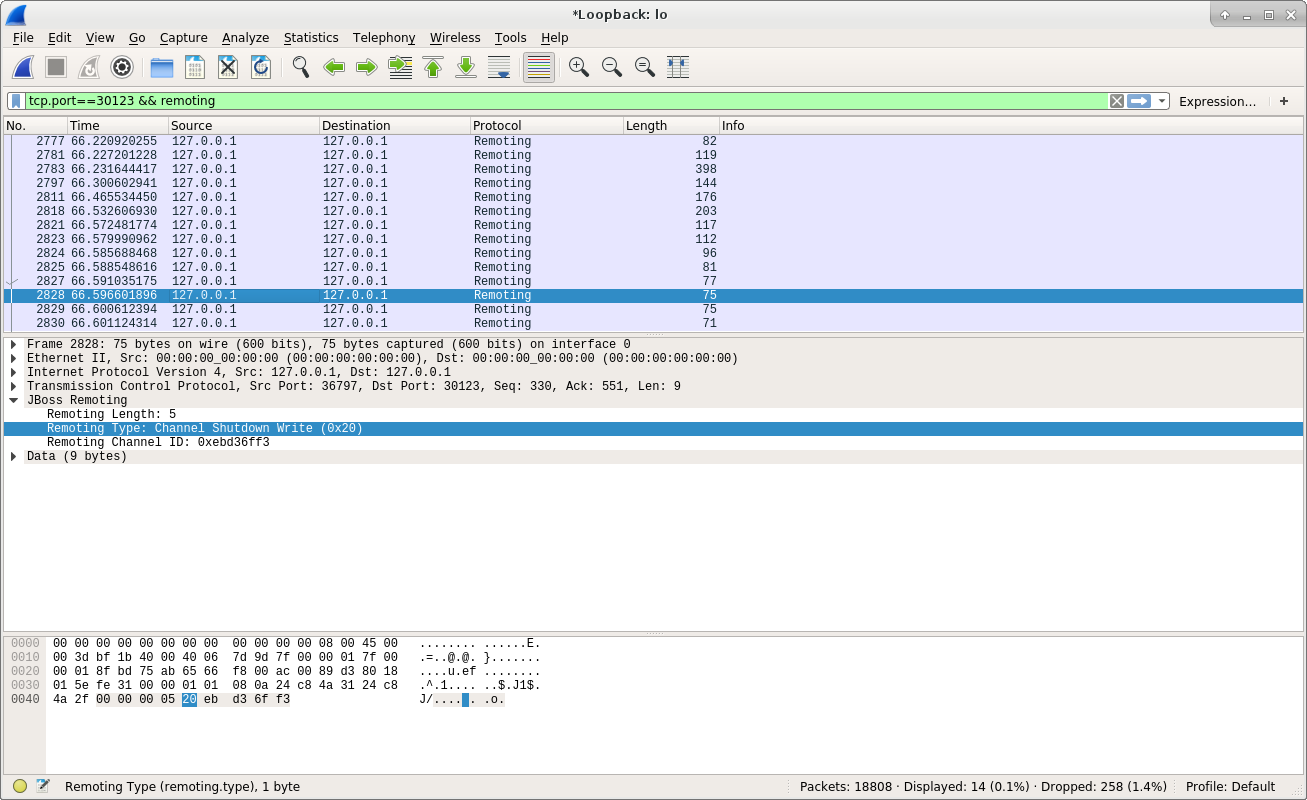 *Loopback: lo
File Edit View Go Capture Analyze Statistics Telephony Wireless Tools Help
tcp.port==30123 && remoting Expression… +
No. Time Source Destination Protocol Length Info
2777 66.220920255 127.0.0.1 127.0.0.1 Remoting 82
2781 66.227201228 127.0.0.1 127.0.0.1 Remoting 119
2783 66.231644417 127.0.0.1 127.0.0.1 Remoting 398
2797 66.300602941 127.0.0.1 127.0.0.1 Remoting 144
2811 66.465534450 127.0.0.1 127.0.0.1 Remoting 176
2818 66.532606930 127.0.0.1 127.0.0.1 Remoting 203
2821 66.572481774 127.0.0.1 127.0.0.1 Remoting 117
2823 66.579990962 127.0.0.1 127.0.0.1 Remoting 112
2824 66.585688468 127.0.0.1 127.0.0.1 Remoting 96
2825 66.588548616 127.0.0.1 127.0.0.1 Remoting 81
2827 66.591035175 127.0.0.1 127.0.0.1 Remoting 77
2828 66.596601896 127.0.0.1 127.0.0.1 Remoting 75
2829 66.600612394 127.0.0.1 127.0.0.1 Remoting 75
2830 66.601124314 127.0.0.1 127.0.0.1 Remoting 71
Frame 2828: 75 bytes on wire (600 bits), 75 bytes captured (600 bits) on interface 0
Ethernet II, Src: 00:00:00_00:00:00 (00:00:00:00:00:00), Dst: 00:00:00_00:00:00 (00:00:00:00:00:00)
Internet Protocol Version 4, Src: 127.0.0.1, Dst: 127.0.0.1
Transmission Control Protocol, Src Port: 36797, Dst Port: 30123, Seq: 330, Ack: 551, Len: 9
JBoss Remoting
Remoting Length: 5
Remoting Type: Channel Shutdown Write (0x20)
Remoting Channel ID: 0xebd36ff3
Data (9 bytes)
0000 00 00 00 00 00 00 00 00 00 00 00 00 08 00 45 00 ........ ......E.
0010 00 3d bf 1b 40 00 40 06 7d 9d 7f 00 00 01 7f 00 .=..@.@. }.......
0020 00 01 8f bd 75 ab 65 66 f8 00 ac 00 89 d3 80 18 ....u.ef ........
0030 01 5e fe 31 00 00 01 01 08 0a 24 c8 4a 31 24 c8 .^.1.... ..$.J1$.
0040 4a 2f 00 00 00 05 20 eb d3 6f f3 J/.... . .o.
Remoting Type (remoting.type), 1 byte Packets: 18808 · Displayed: 14 (0.1%) · Dropped: 258 (1.4%) Profile: Default